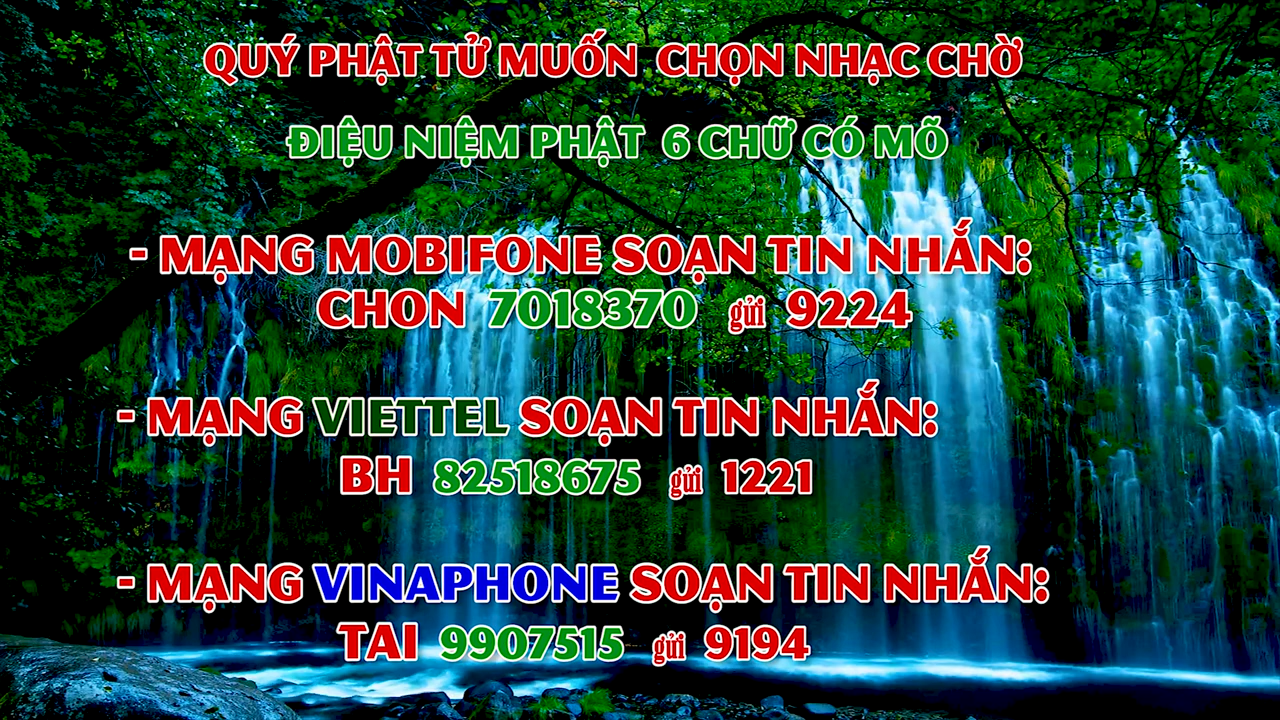 QUÝ PHẬT TỬ MUỐN CHỌN NHẠC CHỜ
ĐIỆU NIỆM PHẬT 6 CHỮ CÓ MÕ
- MẠNG MOBIFONE SOẠN TIN NHẮN:
CHON 7018370 gửi 9224
- MẠNG VIETTEL SOẠN TIN NHẮN:
BH 82518675 gửi 1221
- MẠNG VINAPHONE SOẠN TIN NHẮN:
TAI 9907515 gửi 9194